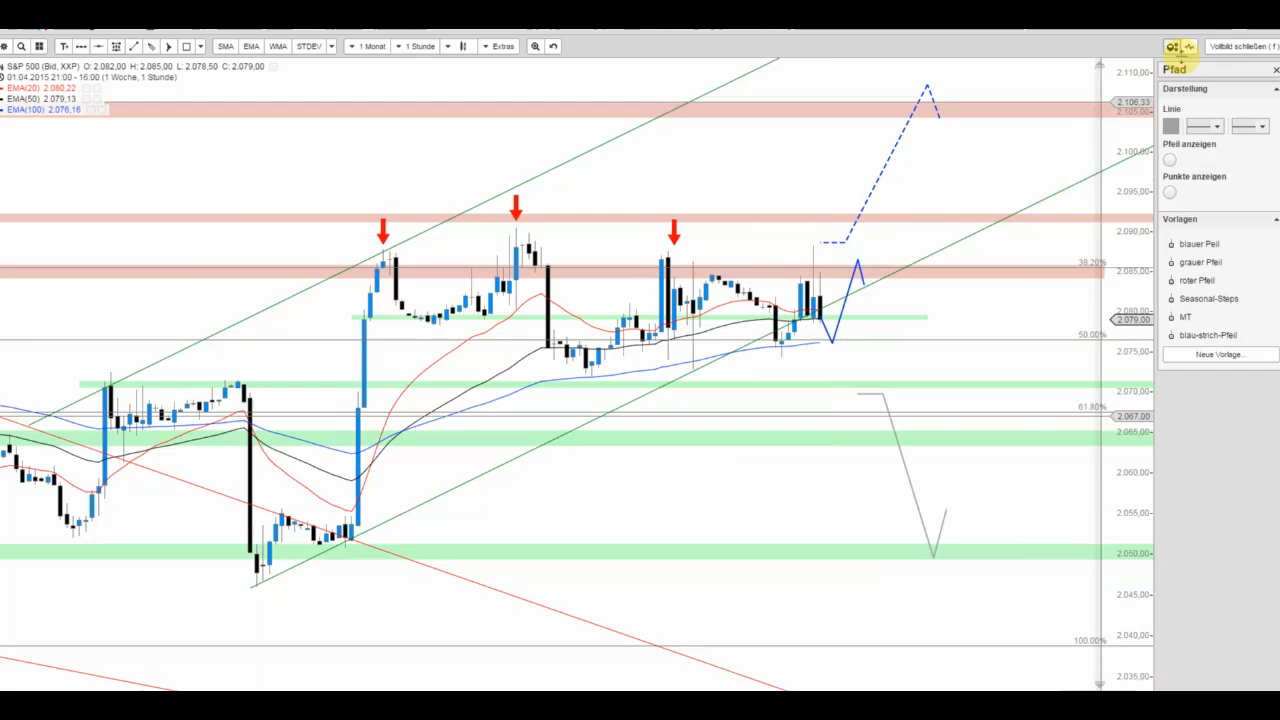 SMA EMA WMA STDEV 1 Monat 1 Stunde Extras Vollbild schließen ( f )
S&P 500 (Bid, XXP) O: 2.082,00 H: 2.085,00 L: 2.078,50 C: 2.079,00
01.04.2015 21:00 - 16:00 (1 Woche, 1 Stunde)
EMA(20) 2.080,22
EMA(50) 2.079,13
EMA(100) 2.076,16
2.110,00
2.106,33
2.105,00
2.100,00
2.095,00
2.090,00
38.20%
2.085,00
2.080,00
2.079,00
50.00%
2.075,00
2.070,00
61.80%
2.067,00
2.065,00
2.060,00
2.055,00
2.050,00
2.045,00
100.00%
2.040,00
2.035,00
Pfad
Darstellung
Linie
Pfeil anzeigen
Punkte anzeigen
Vorlagen
blauer Peil
grauer Pfeil
roter Pfeil
Seasonal-Steps
MT
blau-strich-Pfeil
Neue Vorlage...